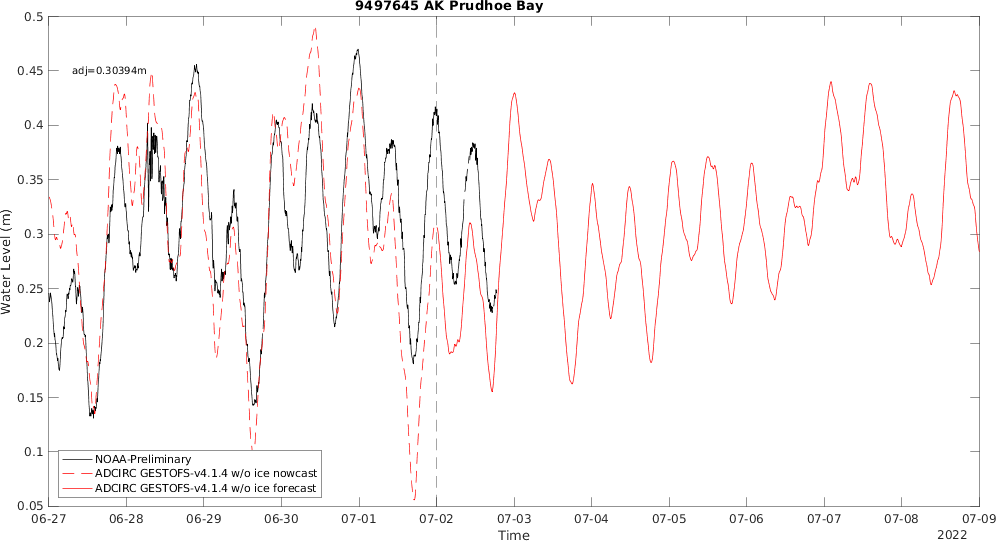 9497645 AK Prudhoe Bay
0.5
0.45
0.4
0.35
0.3
0.25
0.2
0.15
0.1
0.05
Water Level (m)
adj=0.30394m
NOAA-Preliminary
ADCIRC GESTOFS-v4.1.4 w/o ice nowcast
ADCIRC GESTOFS-v4.1.4 w/o ice forecast
06-27 06-28 06-29 06-30 07-01 07-02 07-03 07-04 07-05 07-06 07-07 07-08 07-09
Time
2022